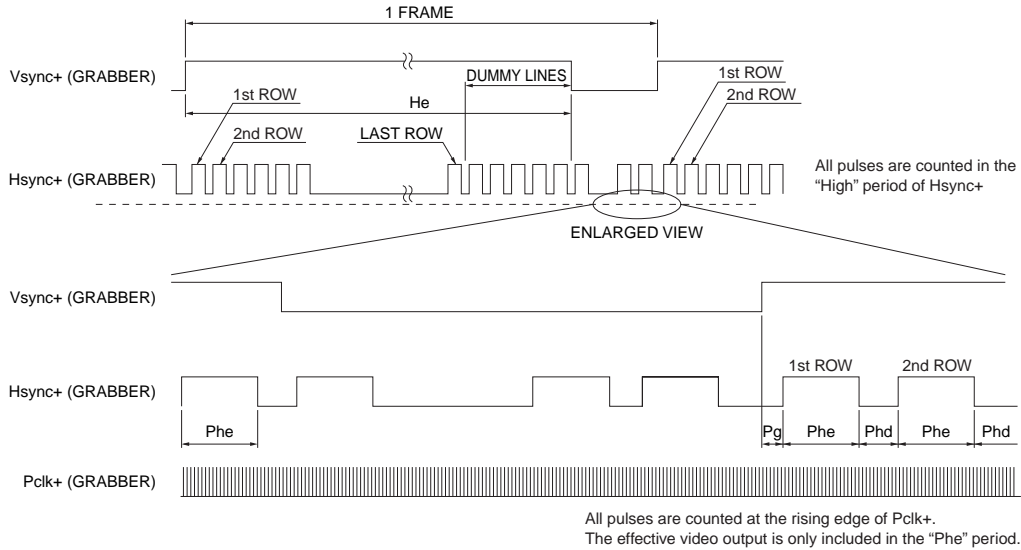 1 FRAME
Vsync+ (GRABBER)
DUMMY LINES
1st ROW
2nd ROW
1st ROW
He
2nd ROW
LAST ROW
Hsync+ (GRABBER)
All pulses are counted in the
“High” period of Hsync+
ENLARGED VIEW
Vsync+ (GRABBER)
1st ROW
2nd ROW
Hsync+ (GRABBER)
Phe
Pg
Phe
Phd
Phe
Phd
Pclk+ (GRABBER)
All pulses are counted at the rising edge of Pclk+.
The effective video output is only included in the “Phe” period.